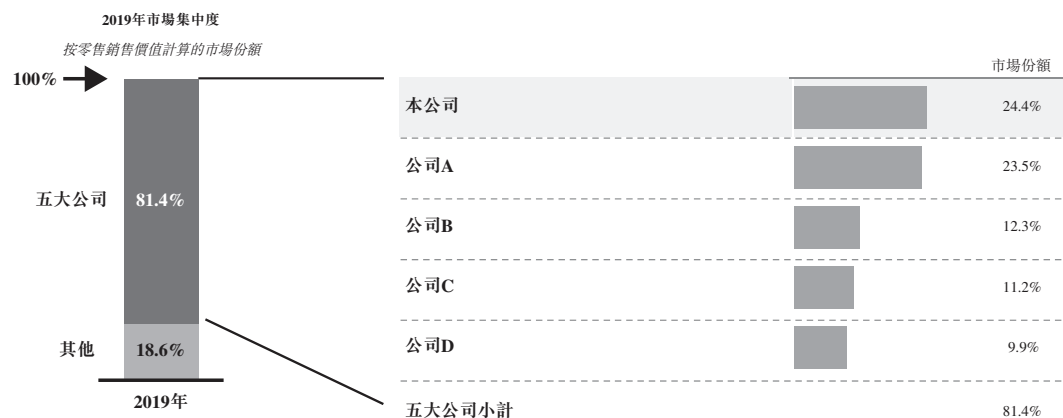 2019年市場集中度
按零售銷售價值計算的市場份額
100%
五大公司
81.4%
其他
18.6%
2019年
市場份額
本公司 24.4%
公司A 23.5%
公司B 12.3%
公司C 11.2%
公司D 9.9%
五大公司小計 81.4%